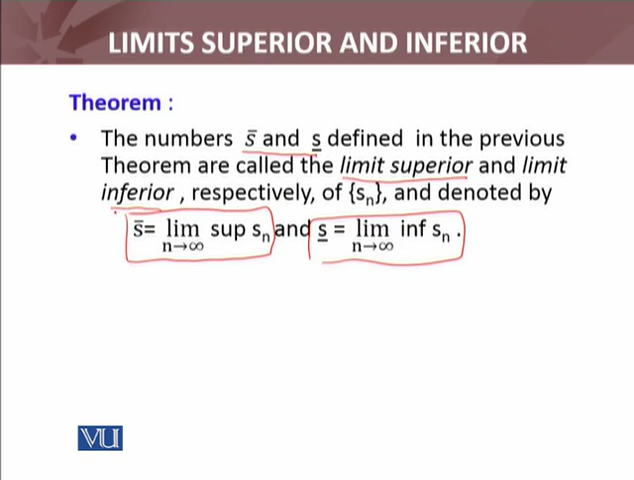 LIMITS SUPERIOR AND INFERIOR
Theorem :
• The numbers s̄ and s̲ defined in the previous
Theorem are called the limit superior and limit
inferior , respectively, of {sₙ}, and denoted by
s̄= lim sup sₙ and s̲ = lim inf sₙ .
n→∞ n→∞
VU